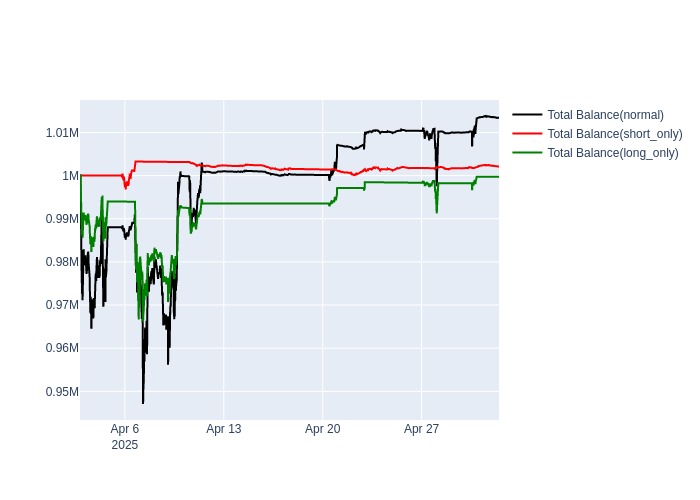 1.01M
1M
0.99M
0.98M
0.97M
0.96M
0.95M
Apr 6
2025
Apr 13
Apr 20
Apr 27
Total Balance(normal)
Total Balance(short_only)
Total Balance(long_only)